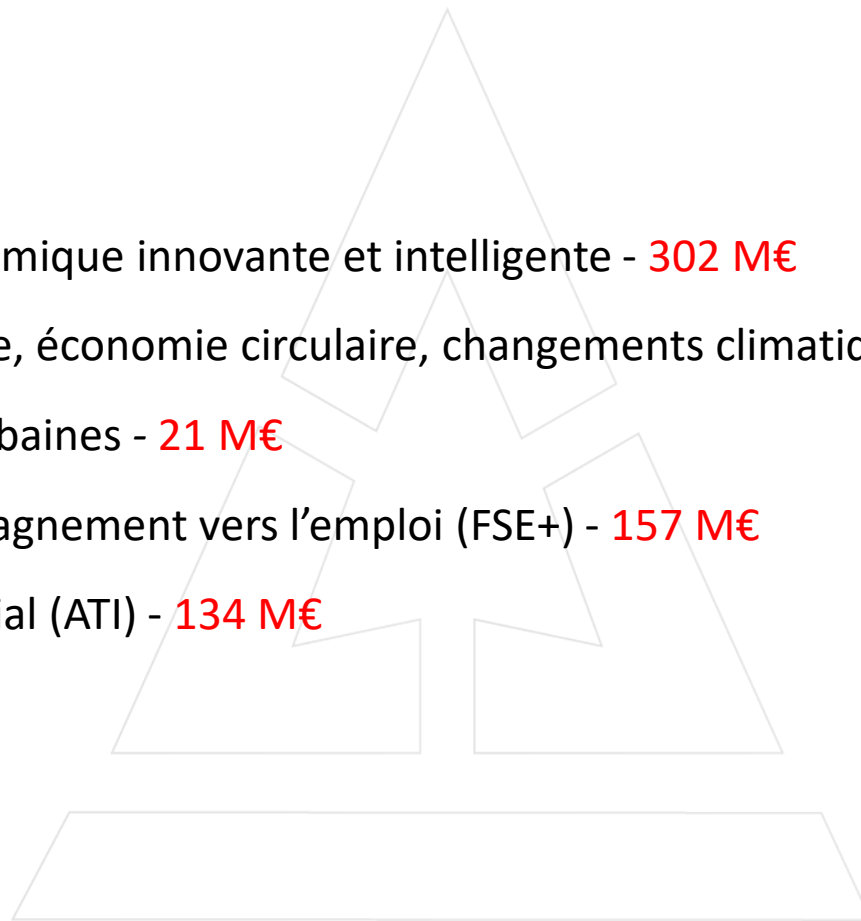 mique innovante et intelligente - 302 M€
e, économie circulaire, changements climatiq
baines - 21 M€
agnement vers l’emploi (FSE+) - 157 M€
ial (ATI) - 134 M€